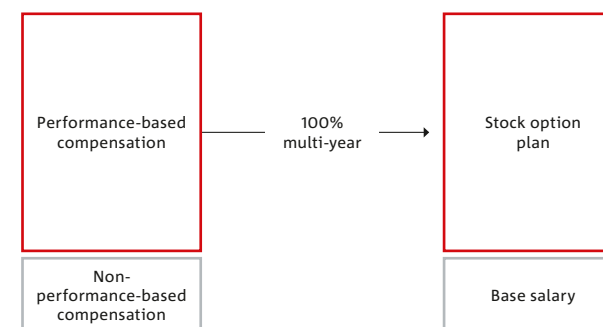 Performance-based
compensation
100%
multi-year
Stock option
plan
Non-
performance-based
compensation
Base salary